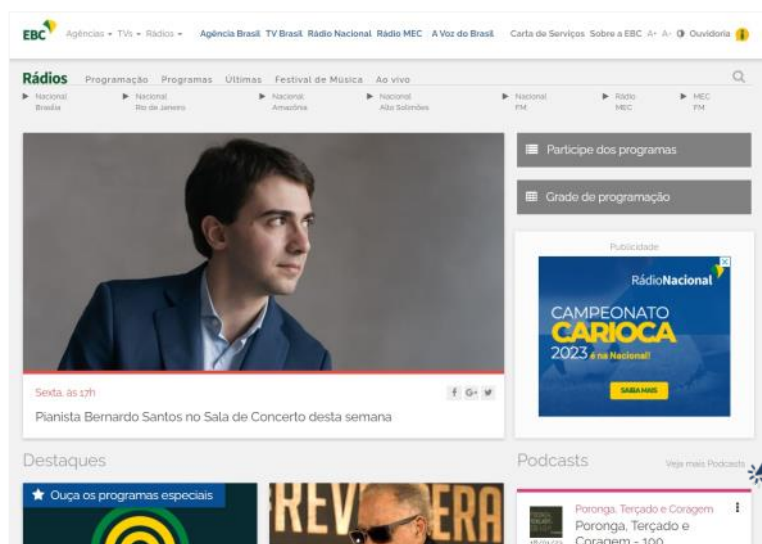 EBC Agências TVs Rádios Agência Brasil TV Brasil Rádio Nacional Rádio MEC A Voz do Brasil Carta de Serviços Sobre a EBC A+ A- Ouvidoria
Rádios Programação Programas Últimas Festival de Música Ao vivo
Nacional Nacional Nacional Nacional Nacional Rádio MEC
Brasília Rio de Janeiro Amazônia Alto Solimões FM MEC FM
Participe dos programas
Grade de programação
Publicidade
RádioNacional
CAMPEONATO
CARIOCA
2023 é na Nacional!
SAIBA MAIS
Sexta, às 17h
Pianista Bernardo Santos no Sala de Concerto desta semana
Destaques
Podcasts Veja mais Podcasts
Ouça os programas especiais
REV ERA
Poronga, Terçado e Coragem
Poronga, Terçado e
Coragem - 100